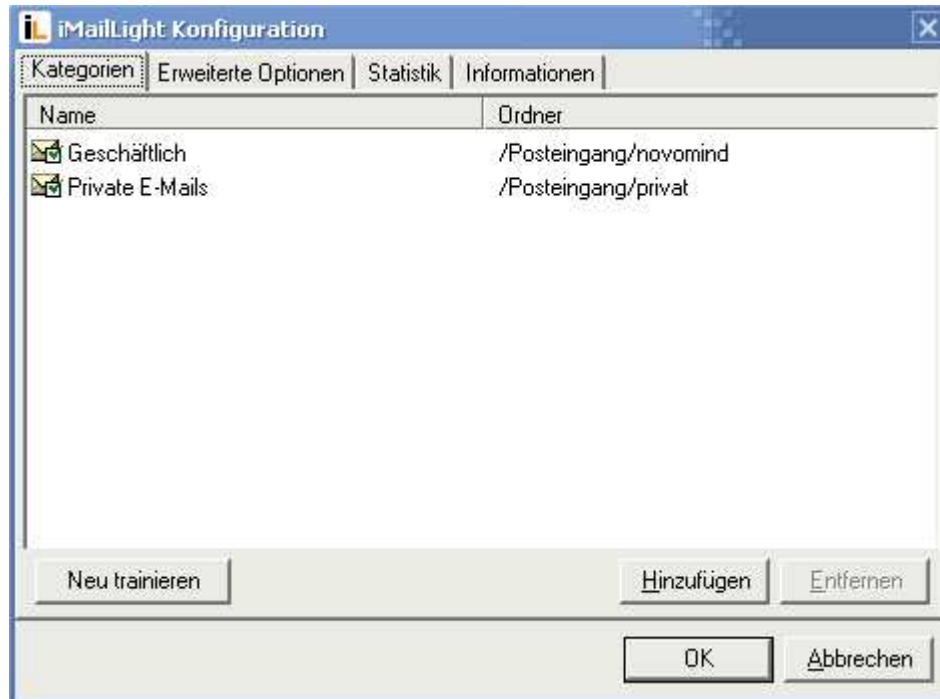 iL iMailLight Konfiguration
Kategorien Erweiterte Optionen Statistik Informationen
Name Ordner
Geschäftlich /Posteingang/novomind
Private E-Mails /Posteingang/privat
Neu trainieren Hinzufügen Entfernen
OK Abbrechen